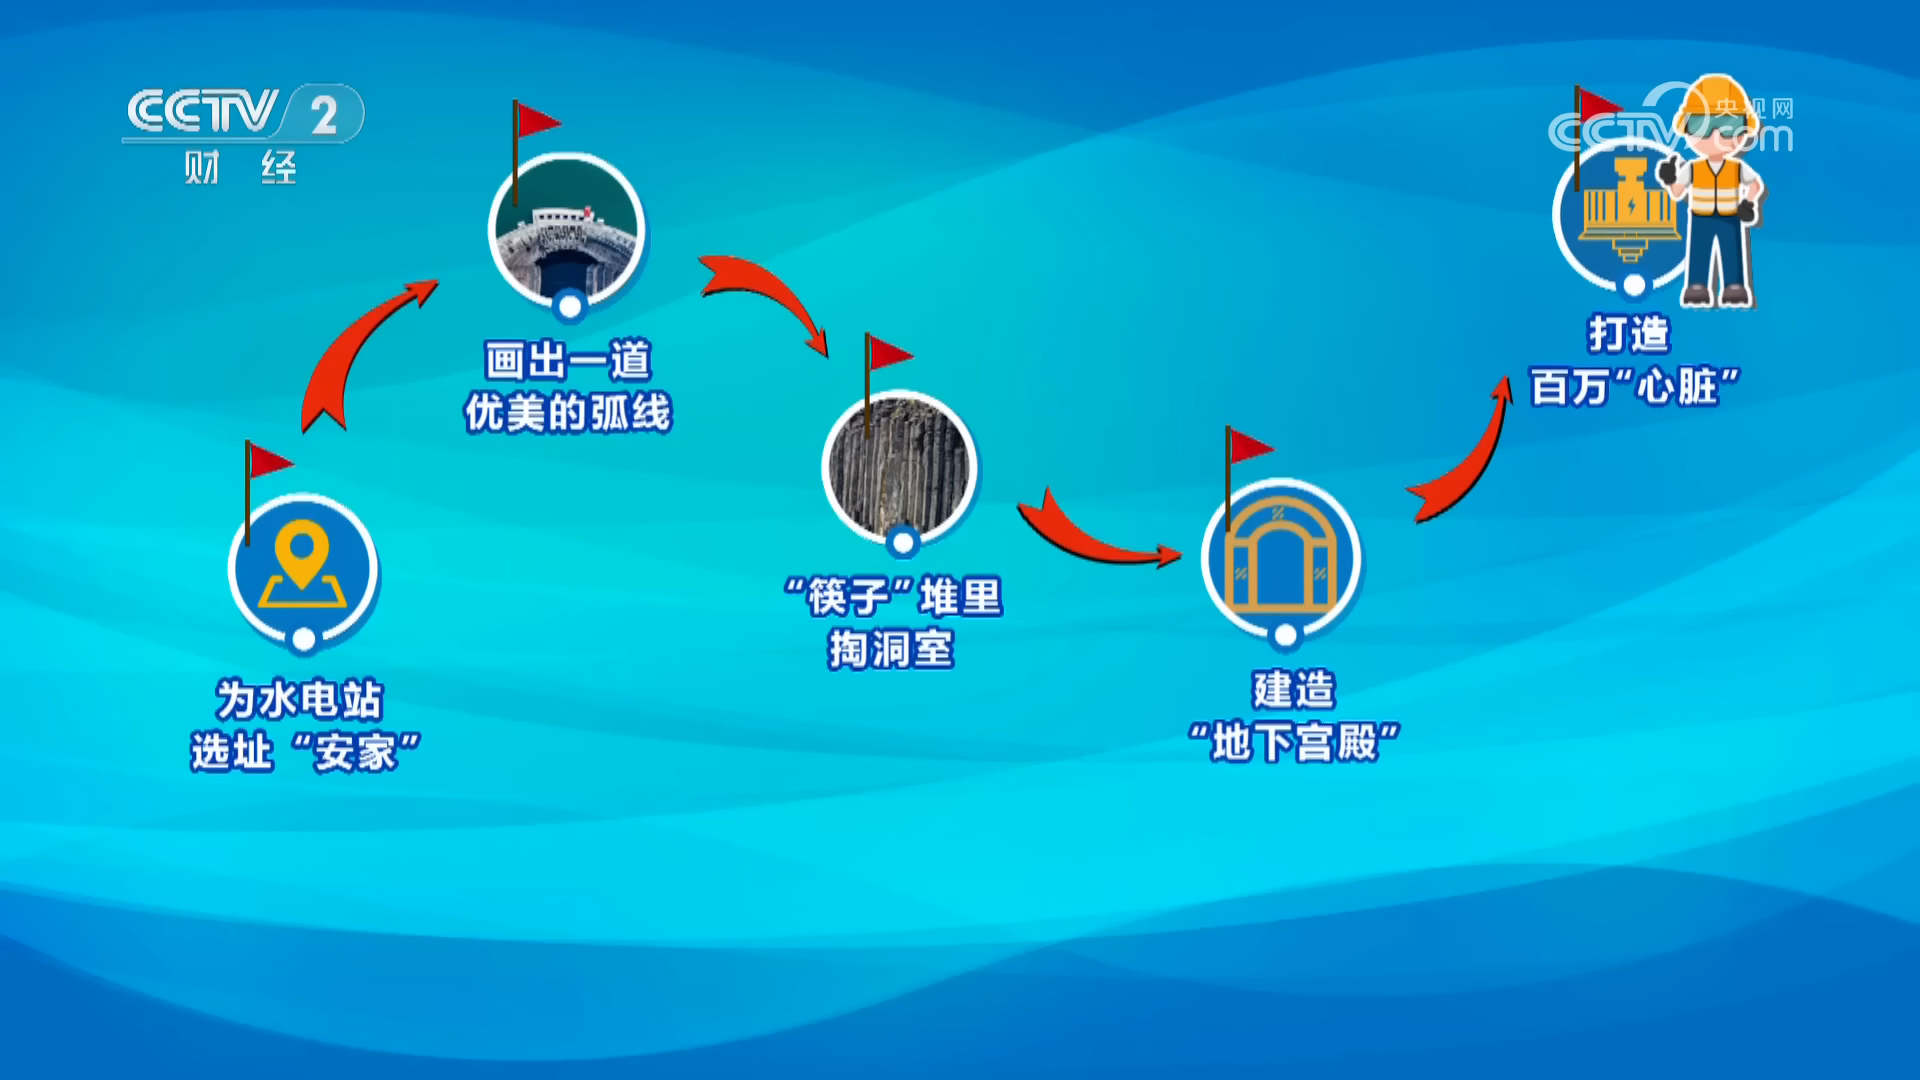 CCTV 2
财 经
央视网
CCTV.com
为水电站
选址 “安家”
画出一道
优美的弧线
“筷子”堆里
掏洞室
建造
“地下宫殿”
打造
百万“心脏”